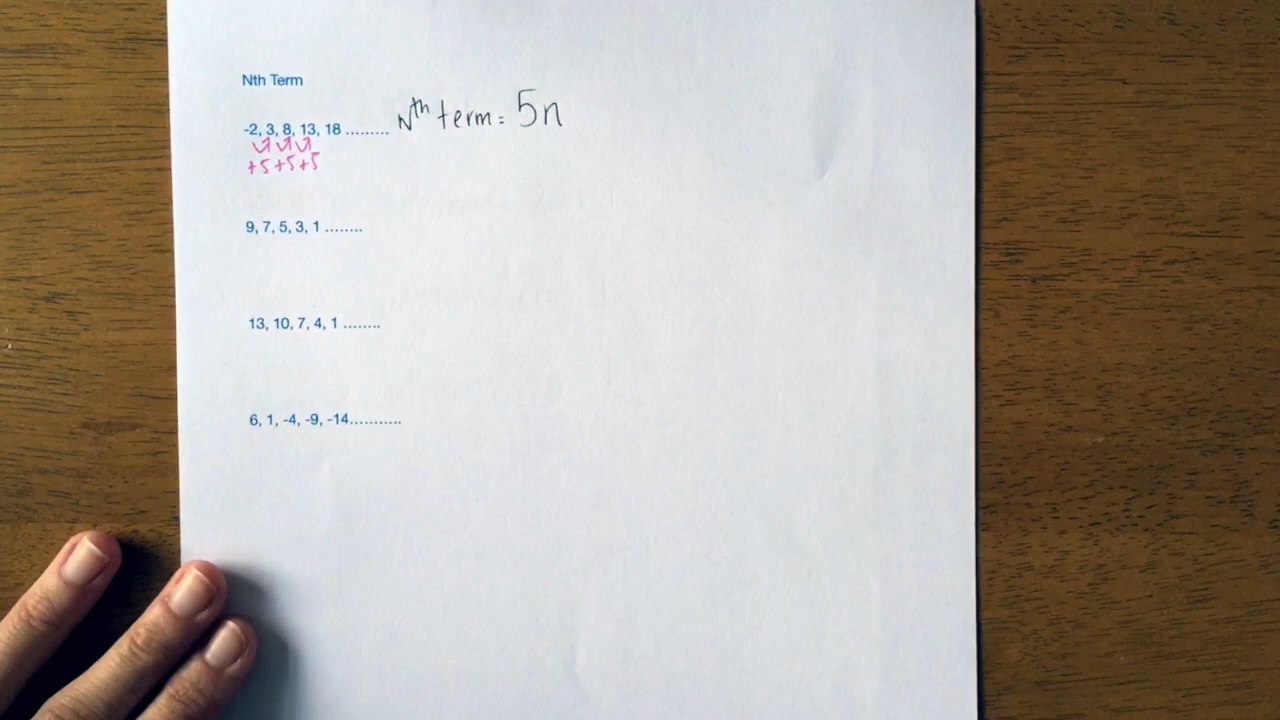 Nth Term
-2, 3, 8, 13, 18 ......... Nth term = 5n
+5 +5 +5
9, 7, 5, 3, 1 ........
13, 10, 7, 4, 1 ........
6, 1, -4, -9, -14...........